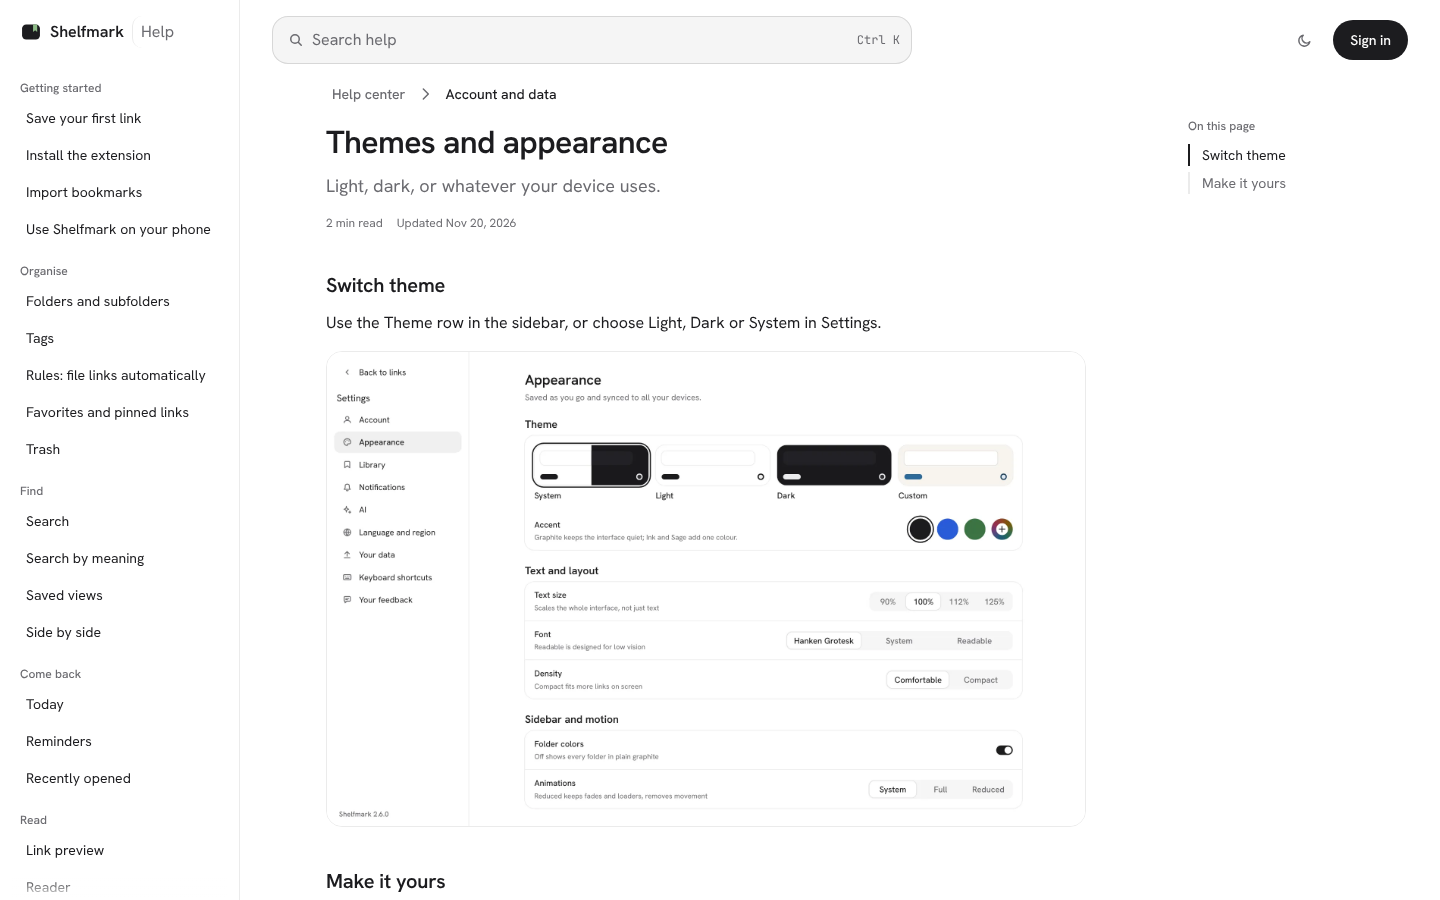 Shelfmark Help
Search help Ctrl K
Sign in
Getting started
Save your first link
Install the extension
Import bookmarks
Use Shelfmark on your phone
Organise
Folders and subfolders
Tags
Rules: file links automatically
Favorites and pinned links
Trash
Find
Search
Search by meaning
Saved views
Side by side
Come back
Today
Reminders
Recently opened
Read
Link preview
Reader
Help center > Account and data
Themes and appearance
Light, dark, or whatever your device uses.
2 min read Updated Nov 20, 2026
Switch theme
Use the Theme row in the sidebar, or choose Light, Dark or System in Settings.
Back to links
Settings
Account
Appearance
Library
Notifications
AI
Language and region
Your data
Keyboard shortcuts
Your feedback
Shelfmark 2.6.0
Appearance
Saved as you go and synced to all your devices.
Theme
System Light Dark Custom
Accent
Graphite keeps the interface quiet; Ink and Sage add one colour.
Text and layout
Text size
Scales the whole interface, not just text
90% 100% 112% 125%
Font
Readable is designed for low vision
Hanken Grotesk System Readable
Density
Compact fits more links on screen
Comfortable Compact
Sidebar and motion
Folder colors
Off shows every folder in plain graphite
Animations
Reduced keeps fades and loaders, removes movement
System Full Reduced
Make it yours
On this page
Switch theme
Make it yours